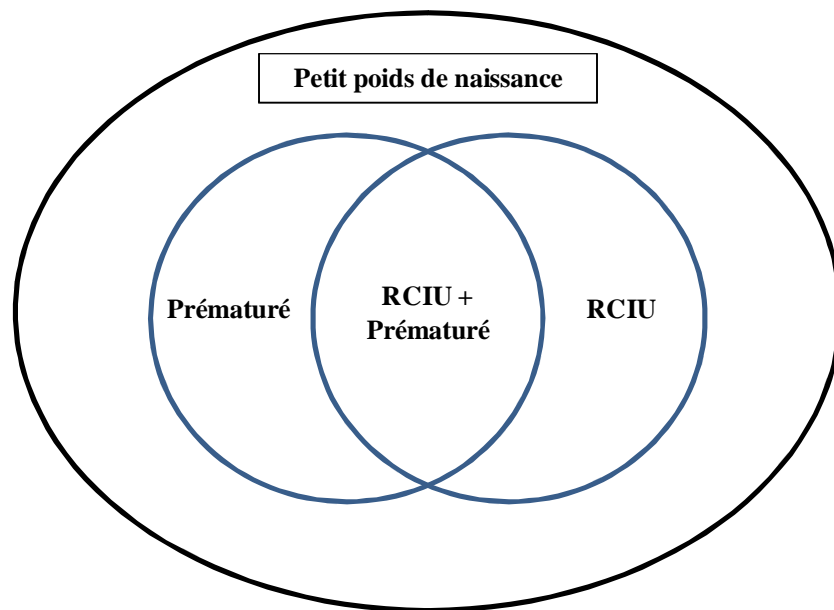 Petit poids de naissance
Prématuré
RCIU +
Prématuré
RCIU